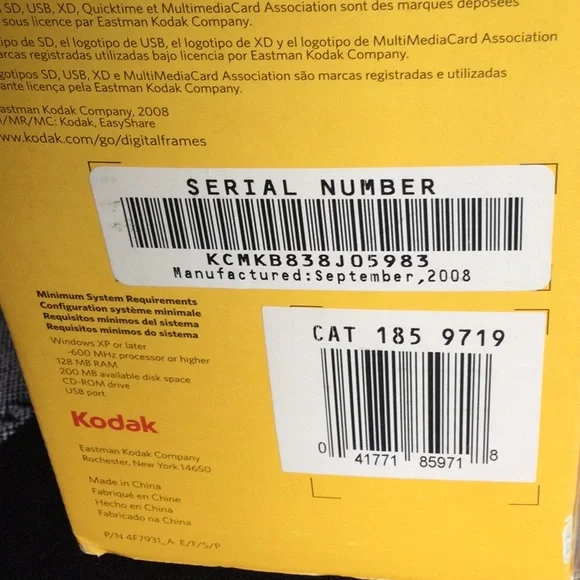 SD, USB, XD, Quicktime et MultimediaCard Association sont des marques déposées
sous licence par Eastman Kodak Company.
ipo de SD, el logotipo de USB, el logotipo de XD y el logotipo de MultiMediaCard Association
arcas registradas utilizadas bajo licencia por Eastman Kodak Company.
gotipos SD, USB, XD e MultiMediaCard Association são marcas registradas e utilizadas
ante licença pela Eastman Kodak Company.
astman Kodak Company, 2008
/MR/MC: Kodak, EasyShare
ww.kodak.com/go/digitalframes
SERIAL NUMBER
KCMKB838J05983
Manufactured:September,2008
Minimum System Requirements
Configuration système minimale
Requisitos mínimos del sistema
Requisitos mínimos do sistema
Windows XP or later
-600 MHz processor or higher
128 MB RAM
200 MB available disk space
CD-ROM drive
USB port
CAT 185 9719
0 41771 85971 8
Kodak
Eastman Kodak Company
Rochester, New York 14650
Made in China
Fabriqué en Chine
Hecho en China
Fabricado na China
P/N 4F7931_A E/F/S/P